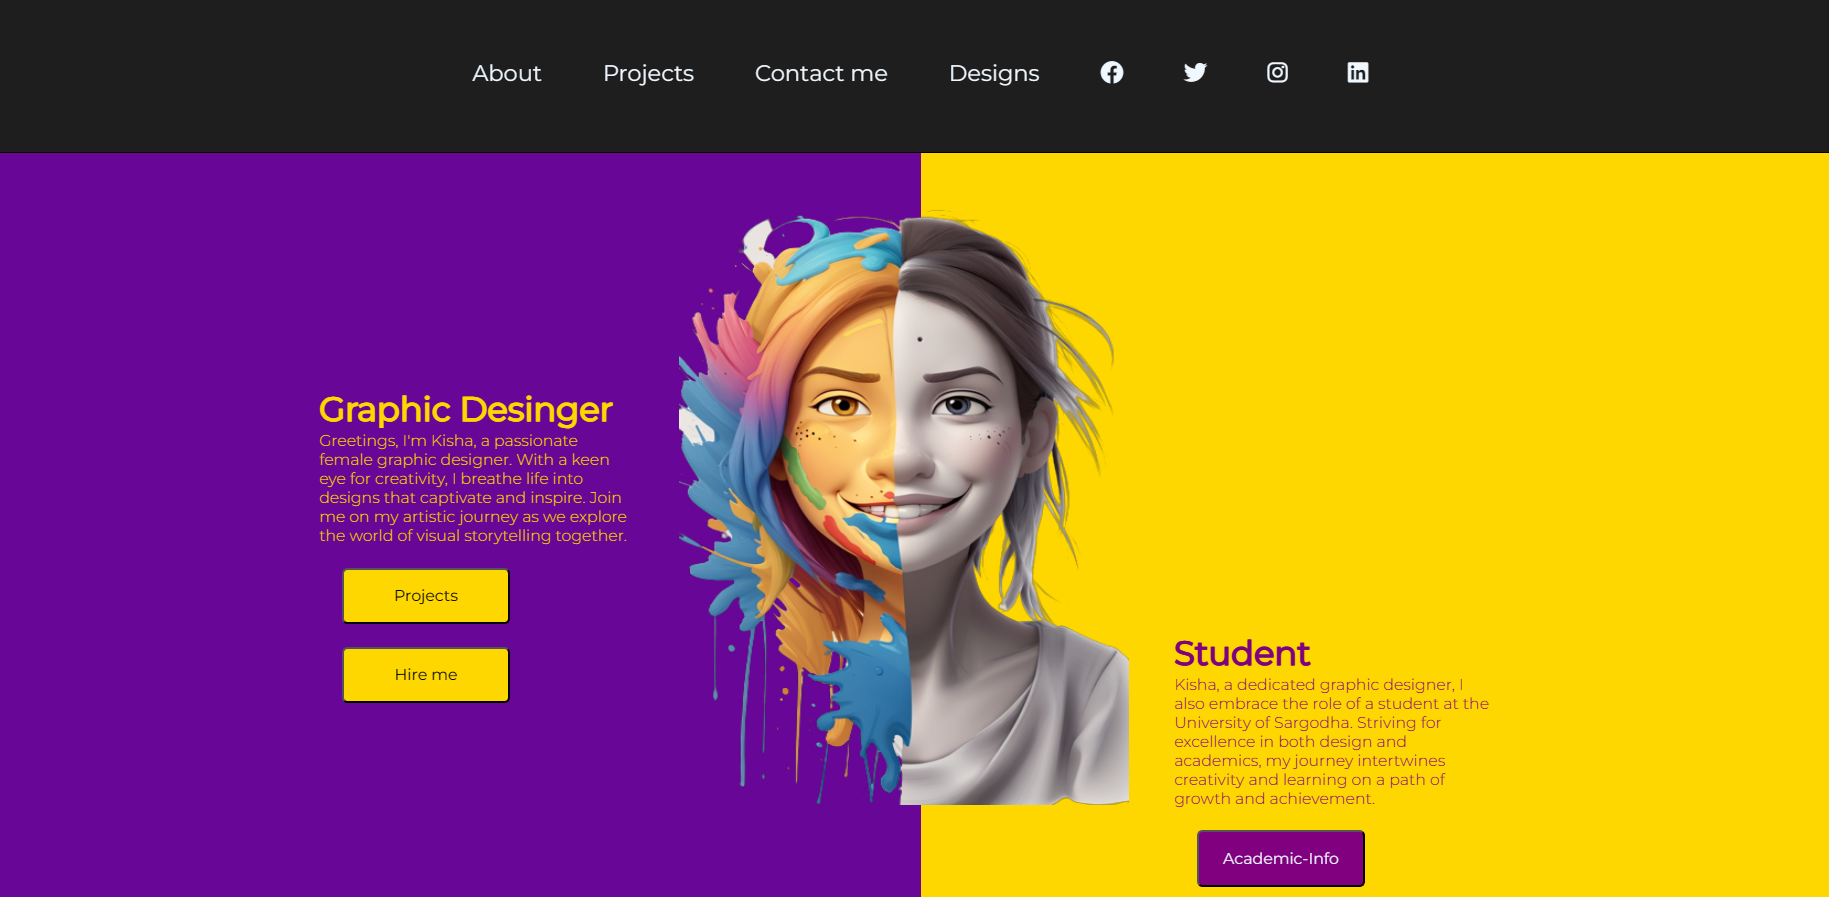 About Projects Contact me Designs
Graphic Desinger
Greetings, I'm Kisha, a passionate
female graphic designer. With a keen
eye for creativity, I breathe life into
designs that captivate and inspire. Join
me on my artistic journey as we explore
the world of visual storytelling together.
Projects
Hire me
Student
Kisha, a dedicated graphic designer, I
also embrace the role of a student at the
University of Sargodha. Striving for
excellence in both design and
academics, my journey intertwines
creativity and learning on a path of
growth and achievement.
Academic-Info